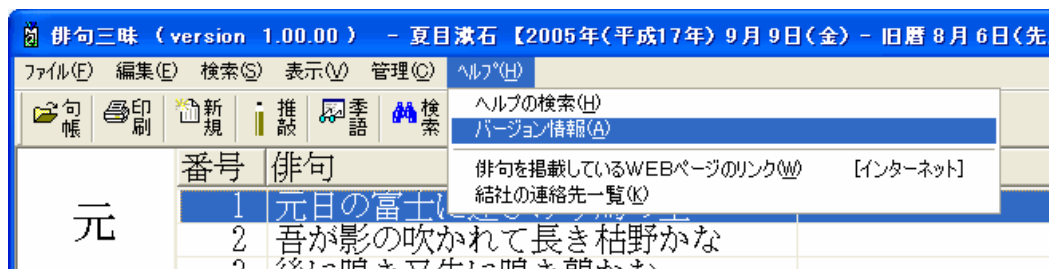 俳句三昧 （version 1.00.00 ） － 夏目漱石 【2005年(平成17年) 9月 9日(金) － 旧暦 8月 6日(先
ファイル(F) 編集(E) 検索(S) 表示(V) 管理(C) ヘルプ(H)
句帳 印刷 新規 推敲 季語 検索
ヘルプの検索(H)
バージョン情報(A)
俳句を掲載しているWEBページのリンク(W) [インターネット]
結社の連絡先一覧(K)
番号 俳句
元
1 元日の富士に
2 吾が影の吹かれて長き枯野かな